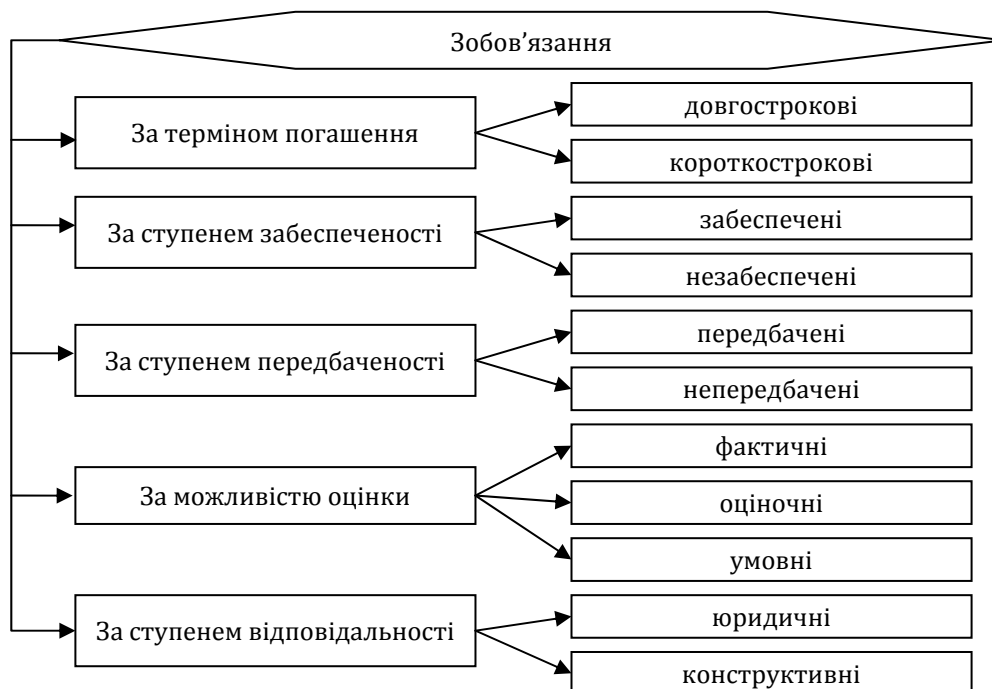 Зобов’язання
За терміном погашення
довгострокові
короткострокові
За ступенем забеспеченості
забеспечені
незабеспечені
За ступенем передбаченості
передбачені
непередбачені
За можливістю оцінки
фактичні
оціночні
умовні
За ступенем відповідальності
юридичні
конструктивні